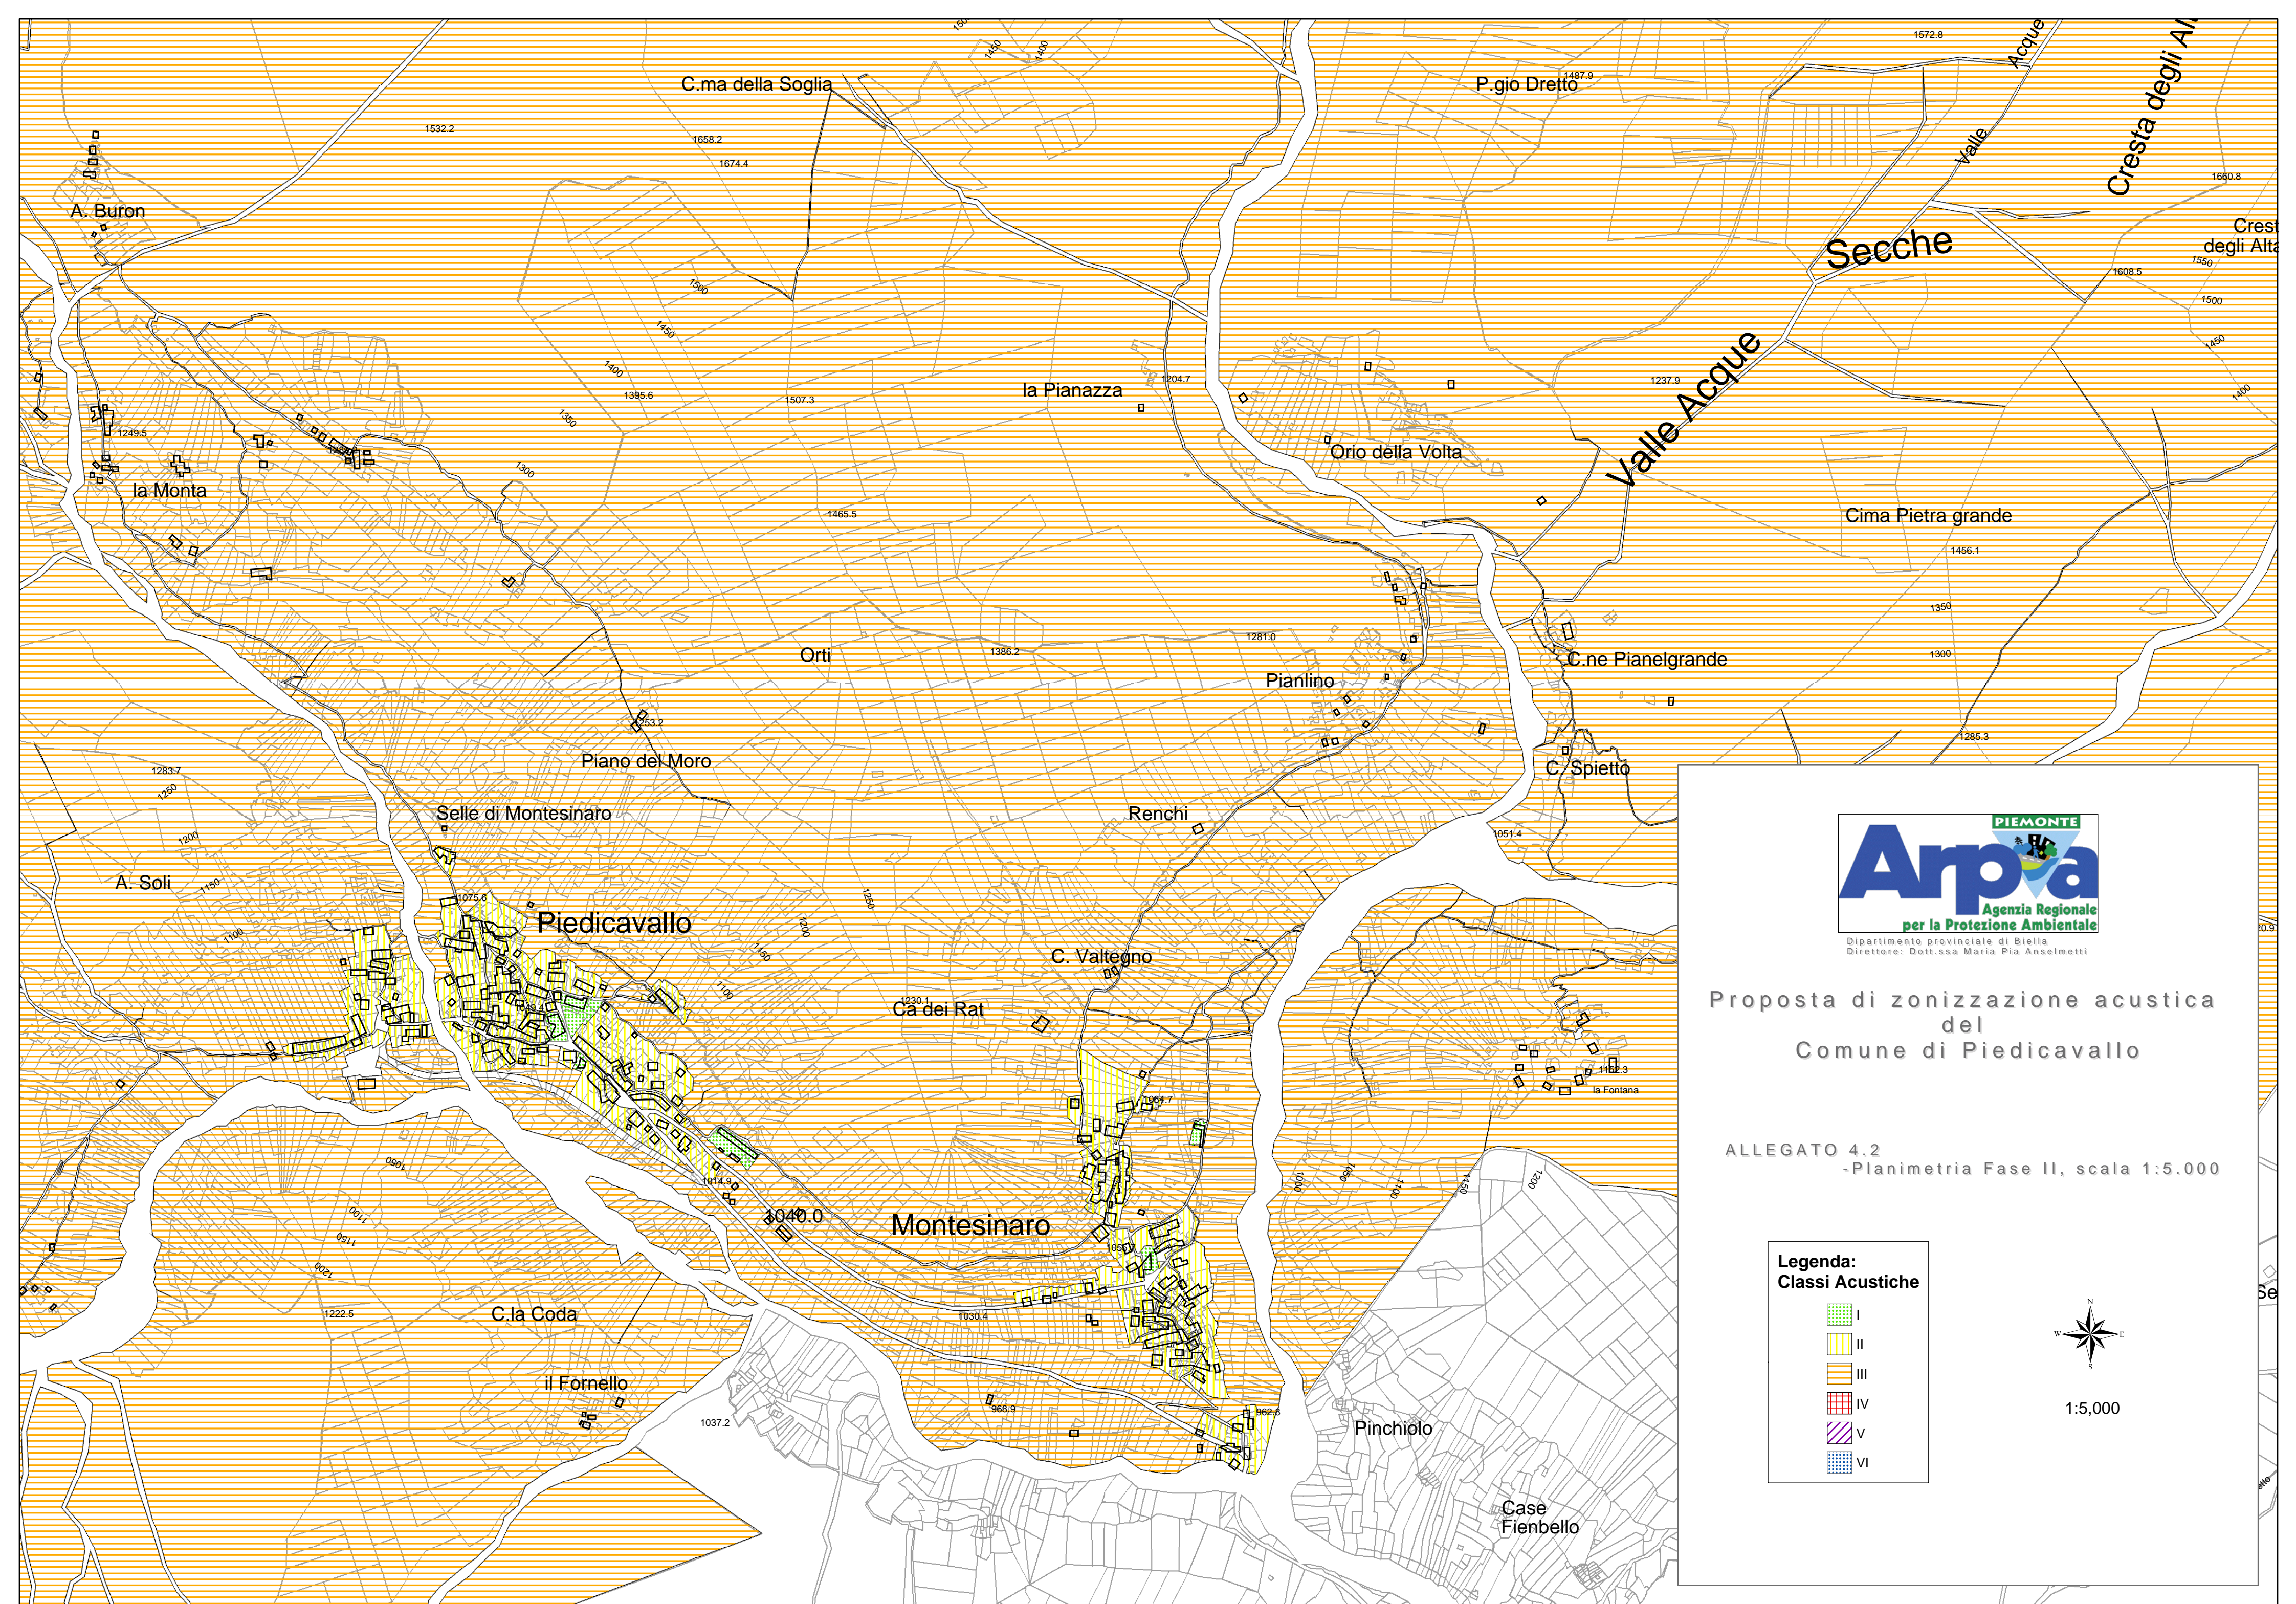 1572.8
Acque
Cresta degli Al
1450
1400
C.ma della Soglia
P.gio Dretto
1487.9
1532.2
1658.2
1674.4
Valle
1660.8
A. Buron
Secche
Crest
degli Alta
1550
1608.5
1500
1500
1450
1450
1400
1400
1395.6
1507.3
1350
la Pianazza
1204.7
1237.9
Valle Acque
1249.5
Orio della Volta
1300
la Monta
1465.5
Cima Pietra grande
1456.1
1350
1281.0
1386.2
Orti
1300
C.ne Pianelgrande
Pianlino
1253.2
1285.3
Piano del Moro
1283.7
1250
C. Spietto
Selle di Montesinaro
Renchi
1200
1051.4
A. Soli
1150
1075.6
1250
Piedicavallo
1200
1100
1150
C. Valtegno
1100
1230.1
Ca dei Rat
1162.3
la Fontana
1064.7
1050
1014.9
1000
1050
1100
1150
1200
1100
1040.0
Montesinaro
1150
1200
1222.5
C.la Coda
1030.4
il Fornello
968.9
962.8
1037.2
Pinchiolo
Case
Fienbello
20.9
Se
PIEMONTE
Arpa
Agenzia Regionale
per la Protezione Ambientale
Dipartimento provinciale di Biella
Direttore: Dott.ssa Maria Pia Anselmetti
Proposta di zonizzazione acustica
del
Comune di Piedicavallo
ALLEGATO 4.2
-Planimetria Fase II, scala 1:5.000
Legenda:
Classi Acustiche
I
II
III
IV
V
VI
N
W
E
S
1:5,000